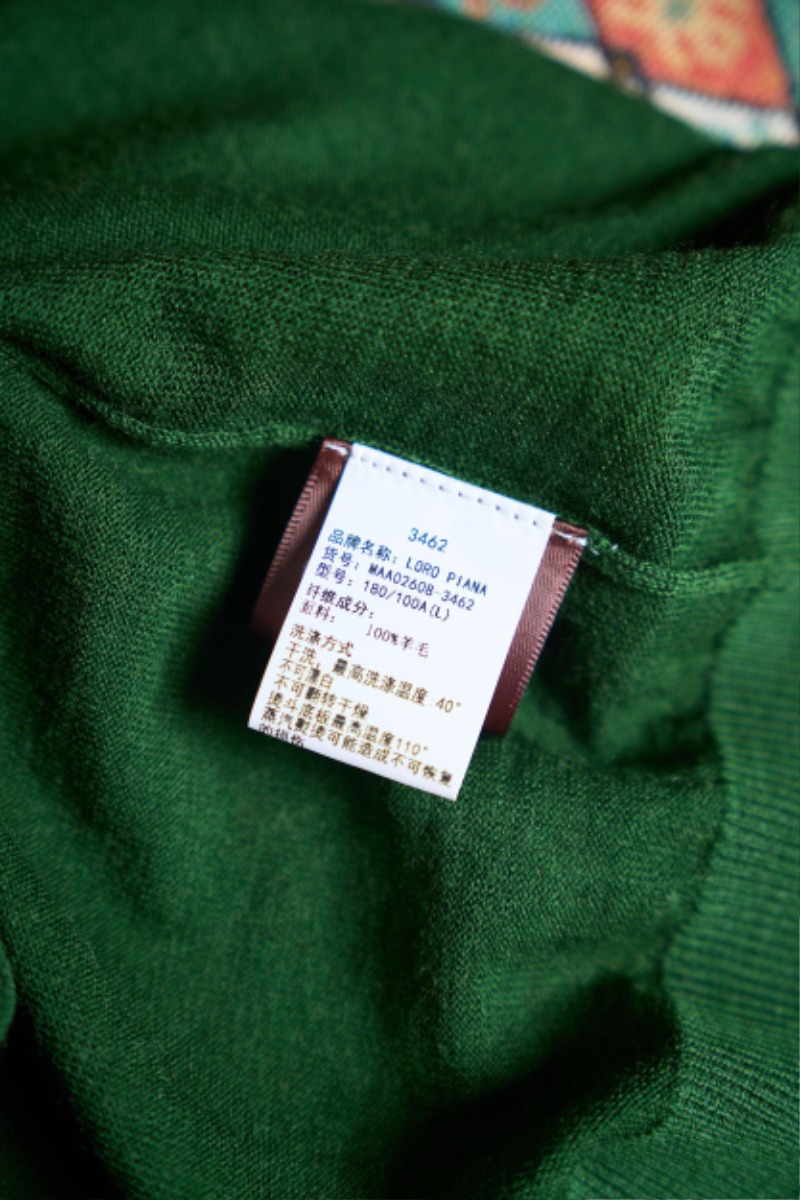 3462
品牌名称: LORO PIANA
货号: MAA0260B-3462
型号: 180/100A(L)
纤维成分:
面料: 100%羊毛
洗涤方式
干洗, 最高洗涤温度:40°
不可漂白
不可翻转干燥
熨斗底板最高温度110°
蒸汽熨烫可能造成不可恢复
的损伤